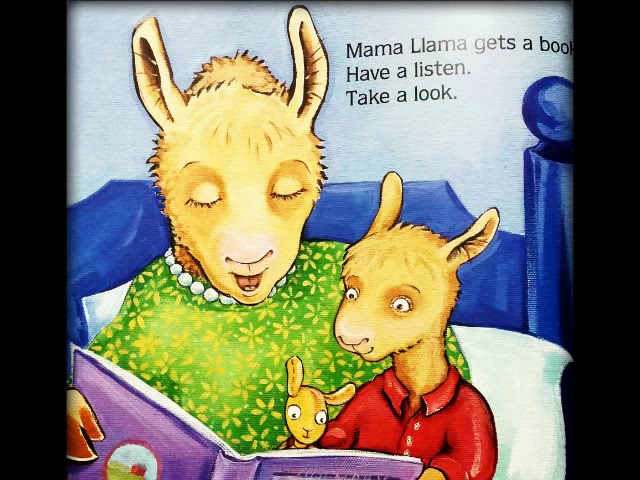 Mama Llama gets a book
Have a listen.
Take a look.